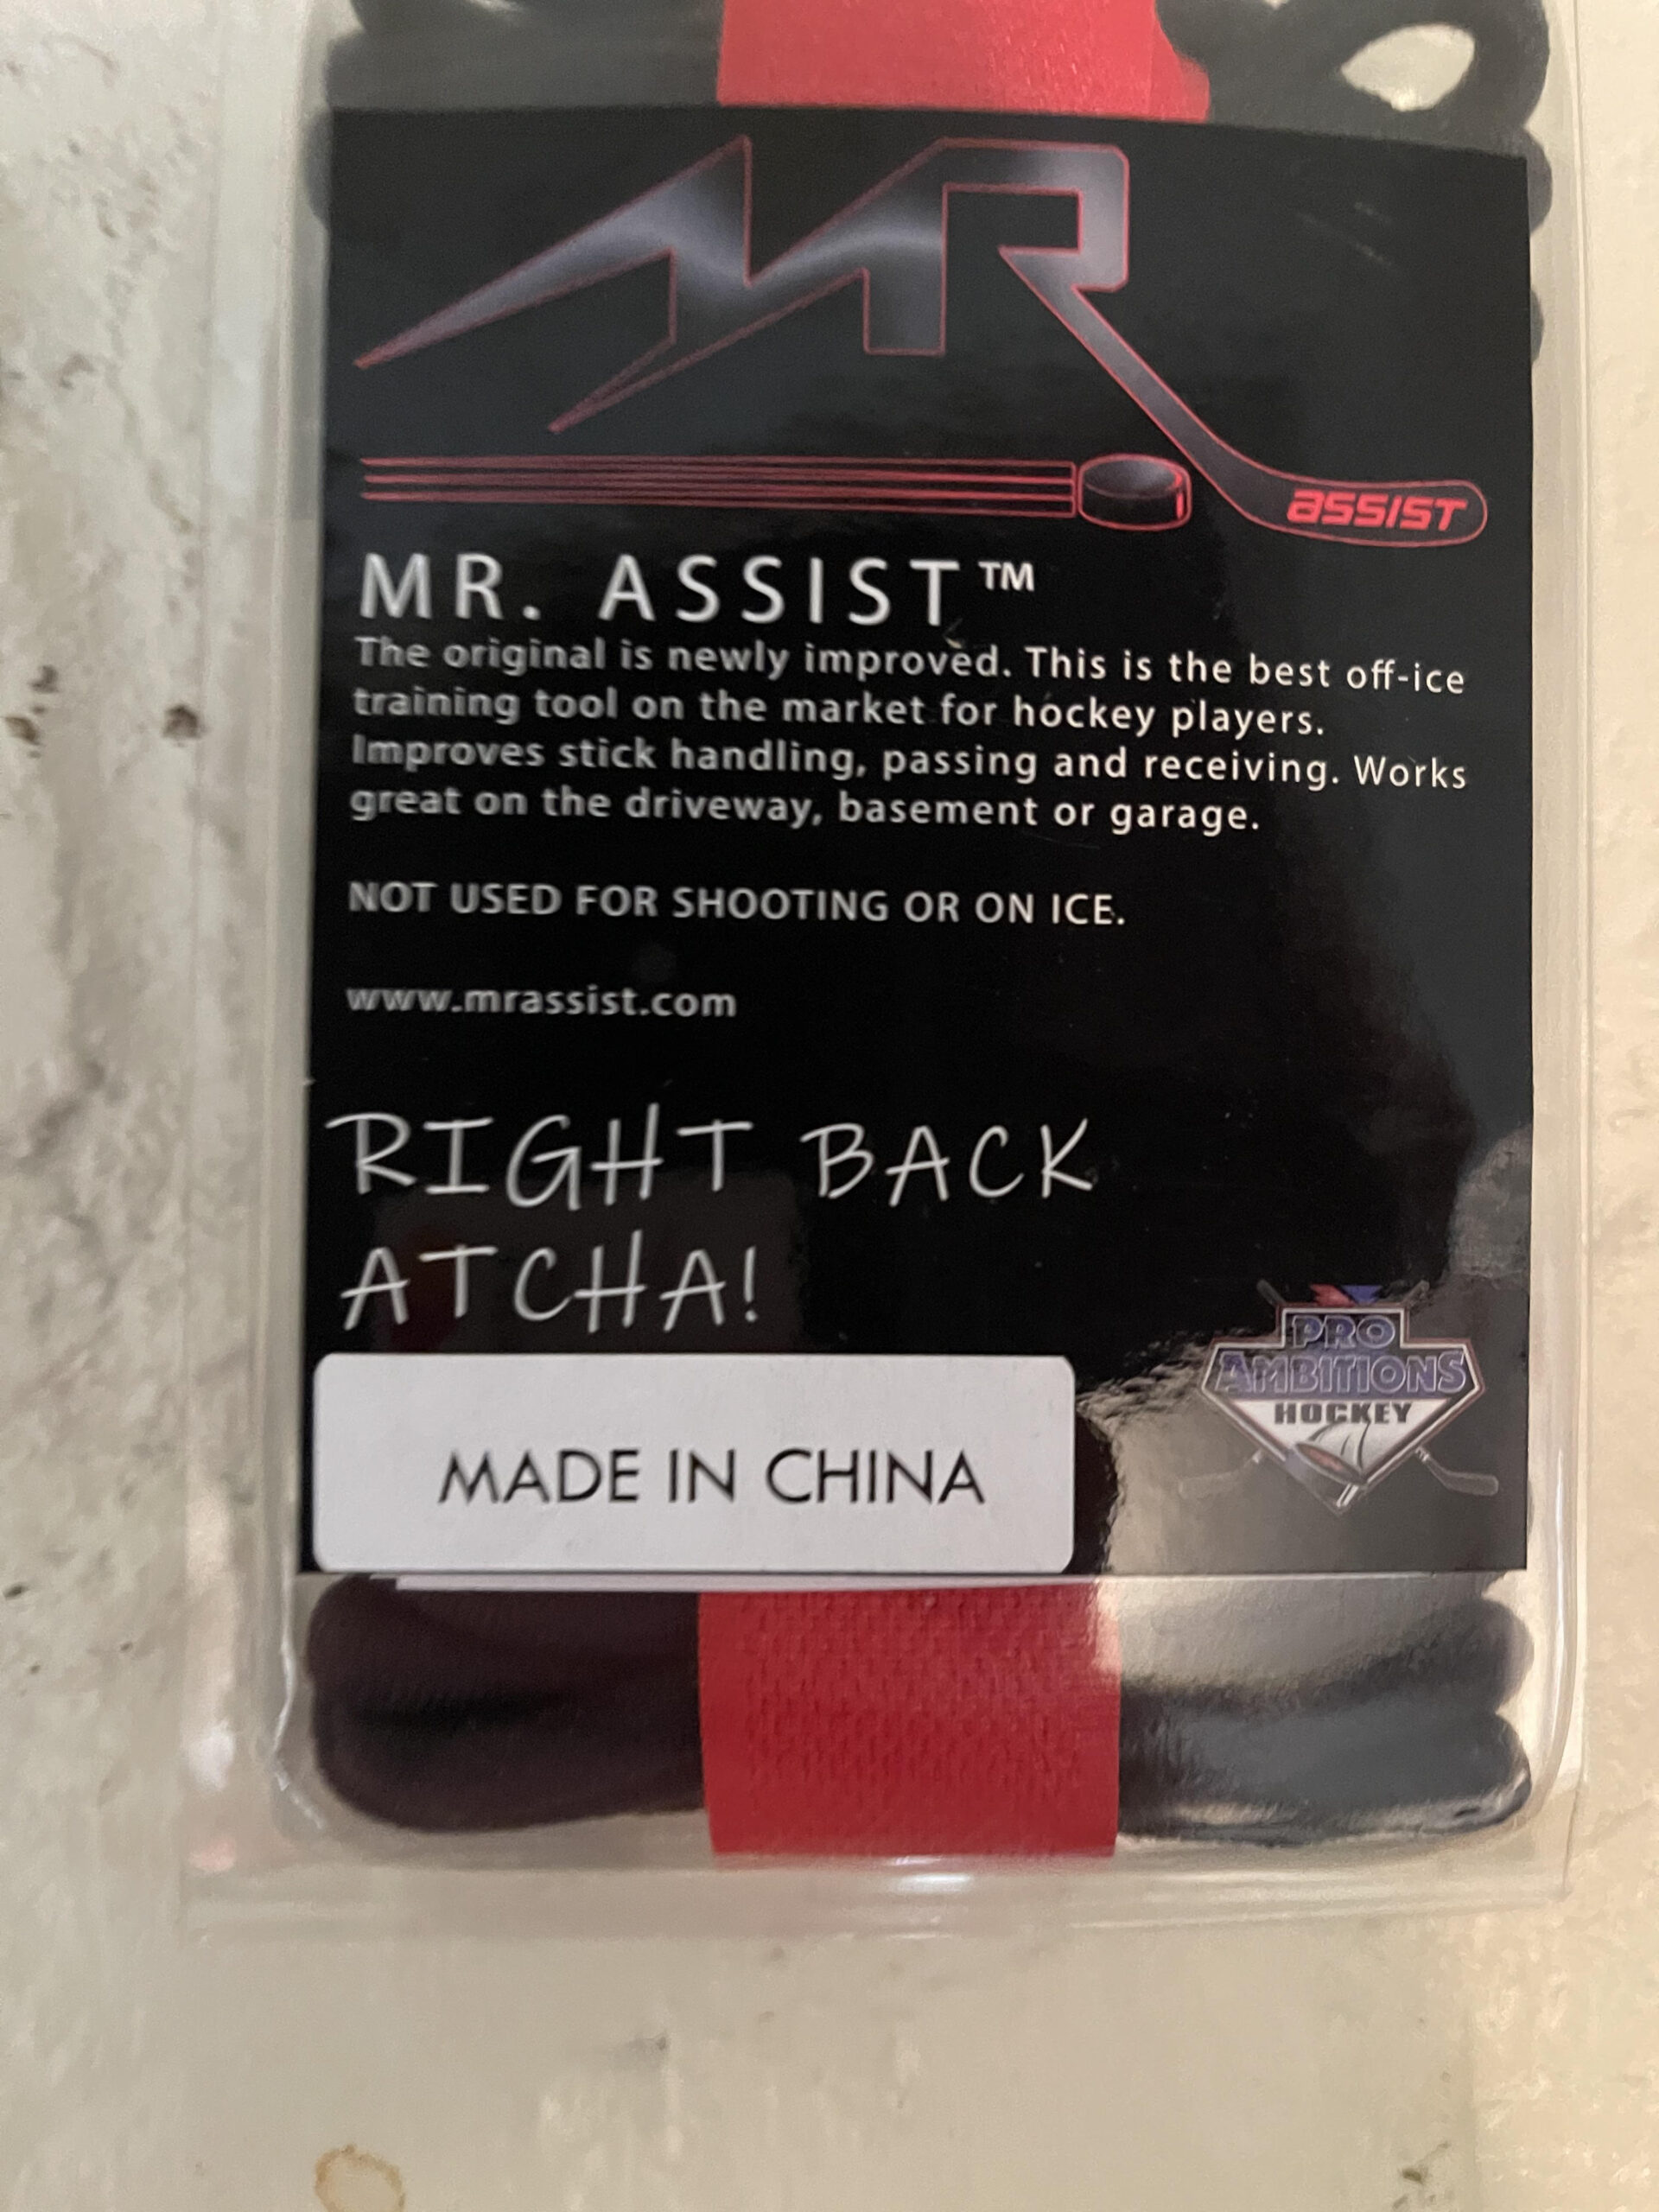 MR
ASSIST
MR. ASSIST™
The original is newly improved. This is the best off-ice
training tool on the market for hockey players.
Improves stick handling, passing and receiving. Works
great on the driveway, basement or garage.
NOT USED FOR SHOOTING OR ON ICE.
www.mrassist.com
RIGHT BACK
ATCHA!
PRO
AMBITIONS
HOCKEY
MADE IN CHINA